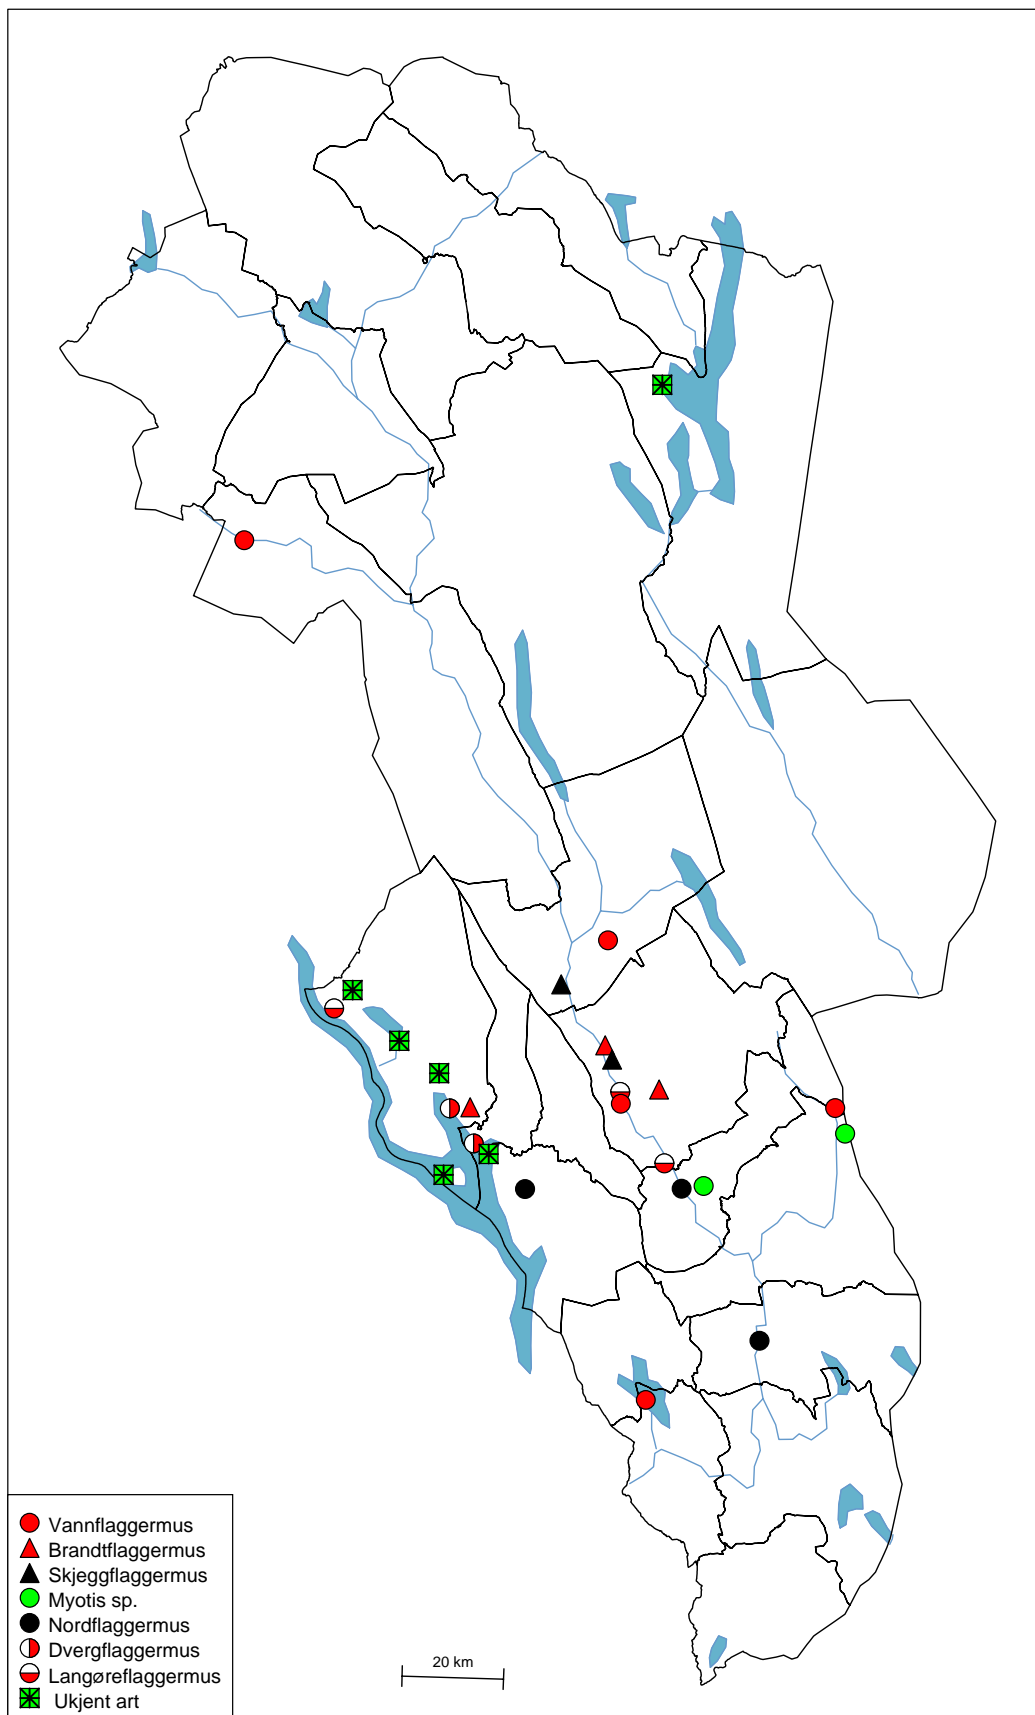 Vannflaggermus
Brandtflaggermus
Skjeggflaggermus
Myotis sp.
Nordflaggermus
Dvergflaggermus
Langøreflaggermus
Ukjent art
20 km